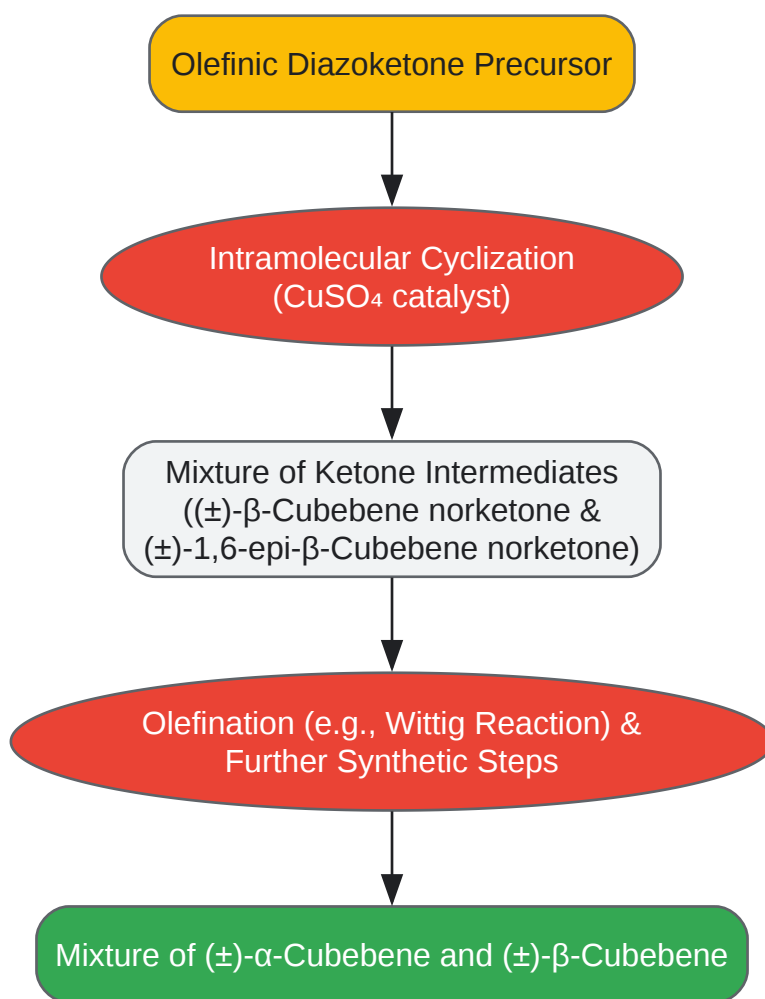 Olefinic Diazoketone Precursor
Intramolecular Cyclization
(CuSO₄ catalyst)
Mixture of Ketone Intermediates
((±)-β-Cubebene norketone &
(±)-1,6-epi-β-Cubebene norketone)
Olefination (e.g., Wittig Reaction) &
Further Synthetic Steps
Mixture of (±)-α-Cubebene and (±)-β-Cubebene